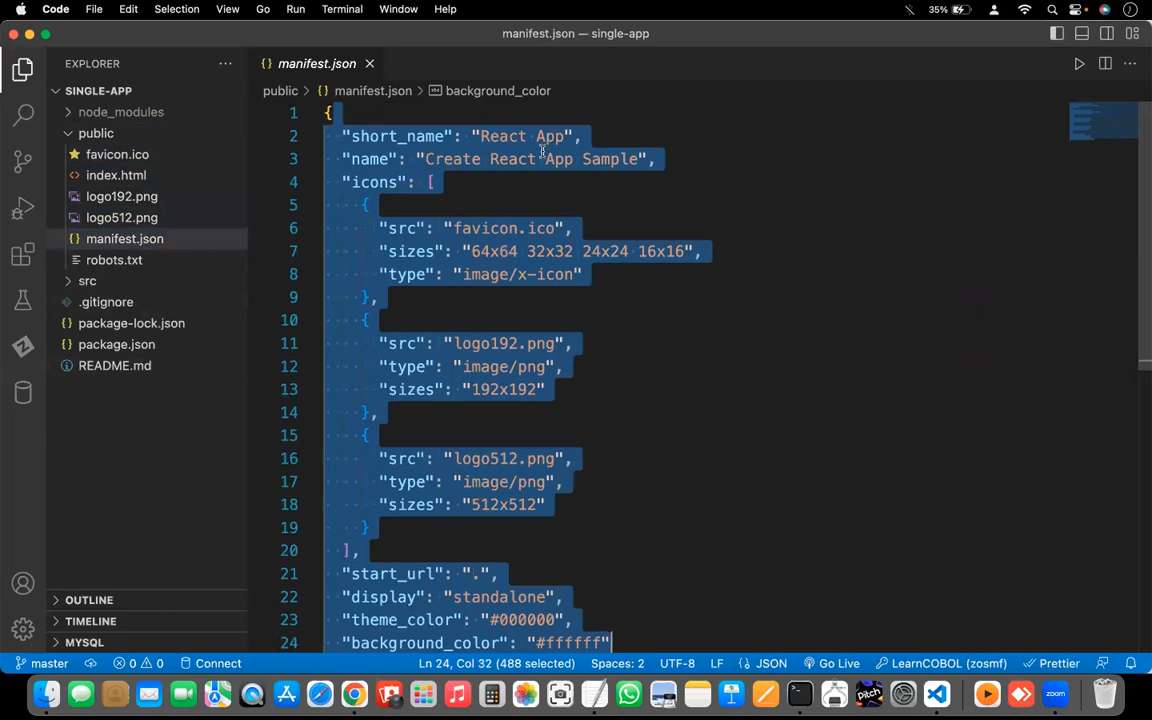 Code File Edit Selection View Go Run Terminal Window Help 35%
manifest.json — single-app
EXPLORER
{} manifest.json
SINGLE-APP
public > {} manifest.json > background_color
node_modules
public
favicon.ico
index.html
logo192.png
logo512.png
{} manifest.json
robots.txt
src
.gitignore
{} package-lock.json
{} package.json
README.md
OUTLINE
TIMELINE
MYSQL
1 {
2 "short_name": "React App",
3 "name": "Create React App Sample",
4 "icons": [
5 {
6 "src": "favicon.ico",
7 "sizes": "64x64 32x32 24x24 16x16",
8 "type": "image/x-icon"
9 },
10 {
11 "src": "logo192.png",
12 "type": "image/png",
13 "sizes": "192x192"
14 },
15 {
16 "src": "logo512.png",
17 "type": "image/png",
18 "sizes": "512x512"
19 }
20 ],
21 "start_url": ".",
22 "display": "standalone",
23 "theme_color": "#000000",
24 "background_color": "#ffffff"
master 0 0 Connect Ln 24, Col 32 (488 selected) Spaces: 2 UTF-8 LF {} JSON Go Live LearnCOBOL (zosmf) Prettier
Pitch zoom